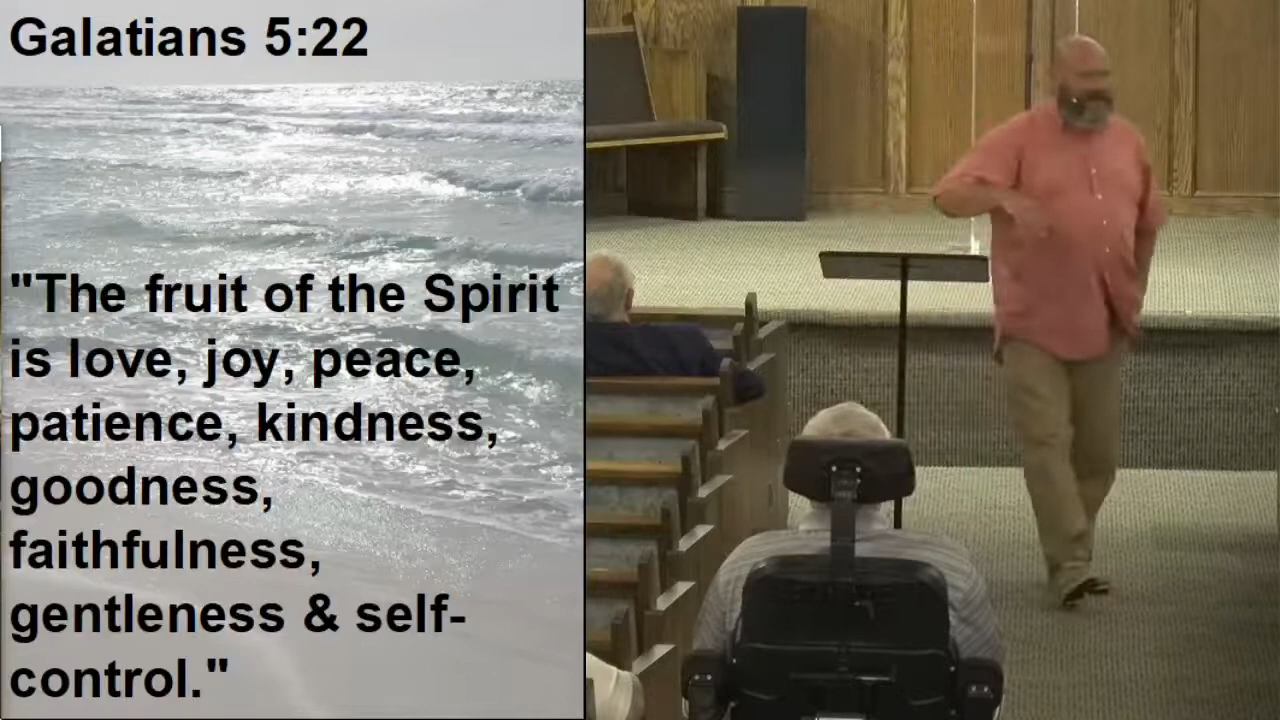 Galatians 5:22
"The fruit of the Spirit
is love, joy, peace,
patience, kindness,
goodness,
faithfulness,
gentleness & self-
control."